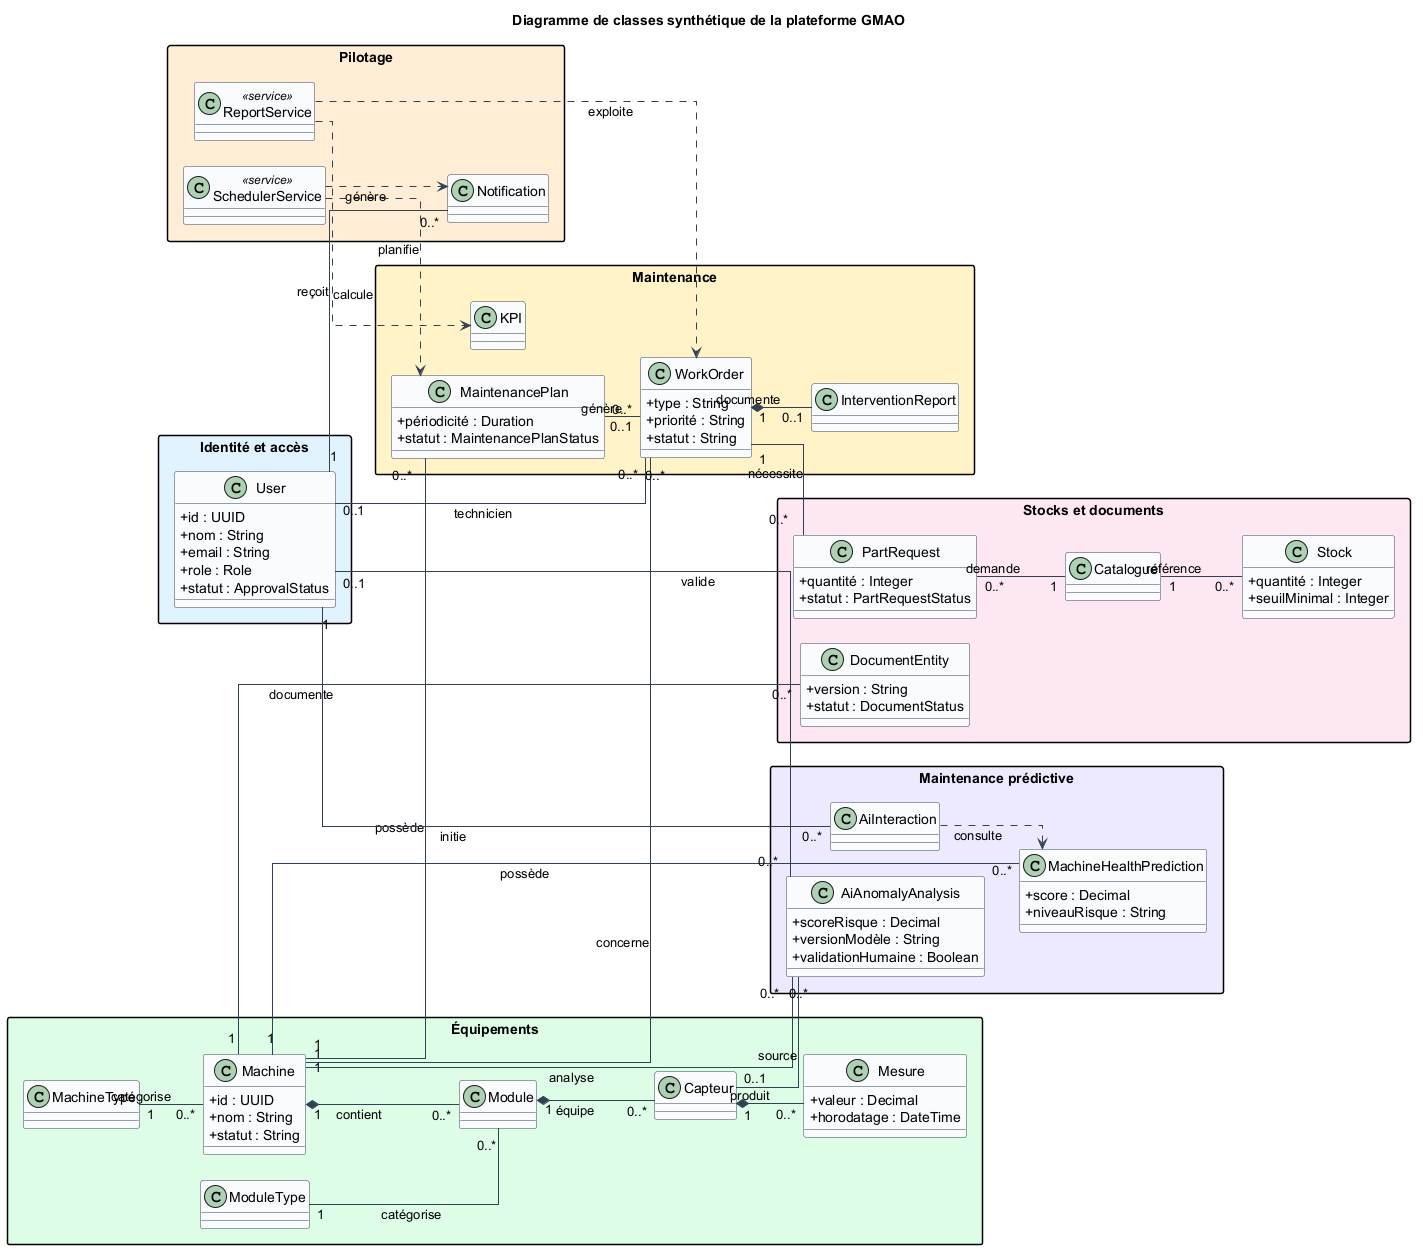 Diagramme de classes synthétique de la plateforme GMAO
Pilotage
C
«service»
ReportService
exploite
C
«service»
SchedulerService
génère
C
Notification
0..*
planifie
reçoit
calcule
Maintenance
C
KPI
C
MaintenancePlan
+périodicité : Duration
+statut : MaintenancePlanStatus
0..*
génère
0..*
0..1
C
WorkOrder
+type : String
+priorité : String
+statut : String
documente
1
0..1
C
InterventionReport
0..*
0..*
1
nécessite
0..*
Identité et accès
1
C
User
+id : UUID
+nom : String
+email : String
+role : Role
+statut : ApprovalStatus
0..1
technicien
0..1
valide
1
Stocks et documents
C
PartRequest
+quantité : Integer
+statut : PartRequestStatus
demande
0..*
1
C
Catalogue
référence
1
0..*
C
Stock
+quantité : Integer
+seuilMinimal : Integer
C
DocumentEntity
+version : String
+statut : DocumentStatus
documente
0..*
Maintenance prédictive
C
AiInteraction
possède
initie
0..*
consulte
C
MachineHealthPrediction
+score : Decimal
+niveauRisque : String
possède
0..*
0..*
C
AiAnomalyAnalysis
+scoreRisque : Decimal
+versionModèle : String
+validationHumaine : Boolean
concerne
0..*
0..*
Équipements
1
1
1
1
1
C
MachineType
catégorise
1
0..*
C
Machine
+id : UUID
+nom : String
+statut : String
1
contient
0..*
C
Module
1
équipe
0..*
analyse
source
0..1
C
Capteur
produit
1
0..*
C
Mesure
+valeur : Decimal
+horodatage : DateTime
0..*
C
ModuleType
1
catégorise